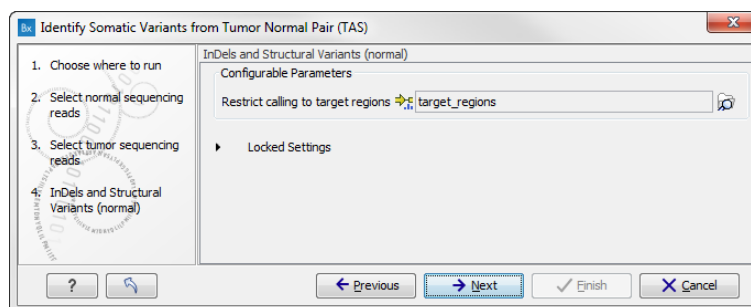 Bx Identify Somatic Variants from Tumor Normal Pair (TAS)
1. Choose where to run
2. Select normal sequencing
reads
3. Select tumor sequencing
reads
4. InDels and Structural
Variants (normal)
InDels and Structural Variants (normal)
Configurable Parameters
Restrict calling to target regions target_regions
Locked Settings
? Previous Next Finish Cancel